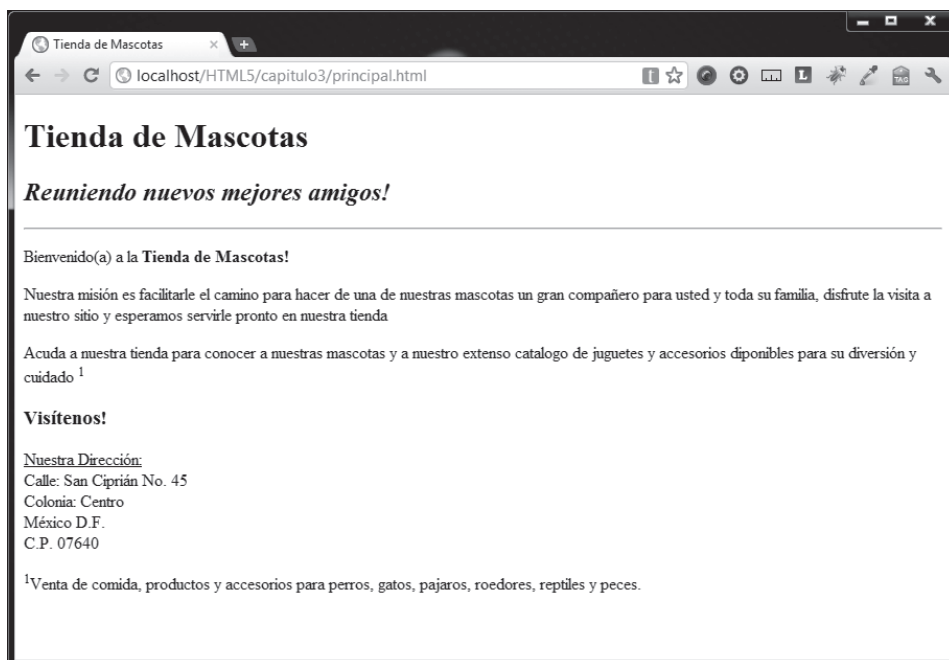 Tienda de Mascotas
localhost/HTML5/capitulo3/principal.html
t
L
TAG
Tienda de Mascotas
Reuniendo nuevos mejores amigos!
Bienvenido(a) a la Tienda de Mascotas!
Nuestra misión es facilitarle el camino para hacer de una de nuestras mascotas un gran compañero para usted y toda su familia, disfrute la visita a
nuestro sitio y esperamos servirle pronto en nuestra tienda
Acuda a nuestra tienda para conocer a nuestras mascotas y a nuestro extenso catalogo de juguetes y accesorios diponibles para su diversión y
cuidado 1
Visítenos!
Nuestra Dirección:
Calle: San Ciprián No. 45
Colonia: Centro
México D.F.
C.P. 07640
1Venta de comida, productos y accesorios para perros, gatos, pajaros, roedores, reptiles y peces.